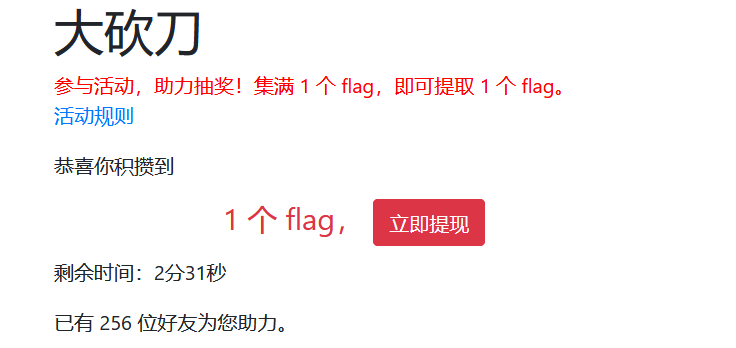 大砍刀
参与活动，助力抽奖！集满 1 个 flag，即可提取 1 个 flag。
活动规则
恭喜你积攒到
1 个 flag， 立即提现
剩余时间：2分31秒
已有 256 位好友为您助力。